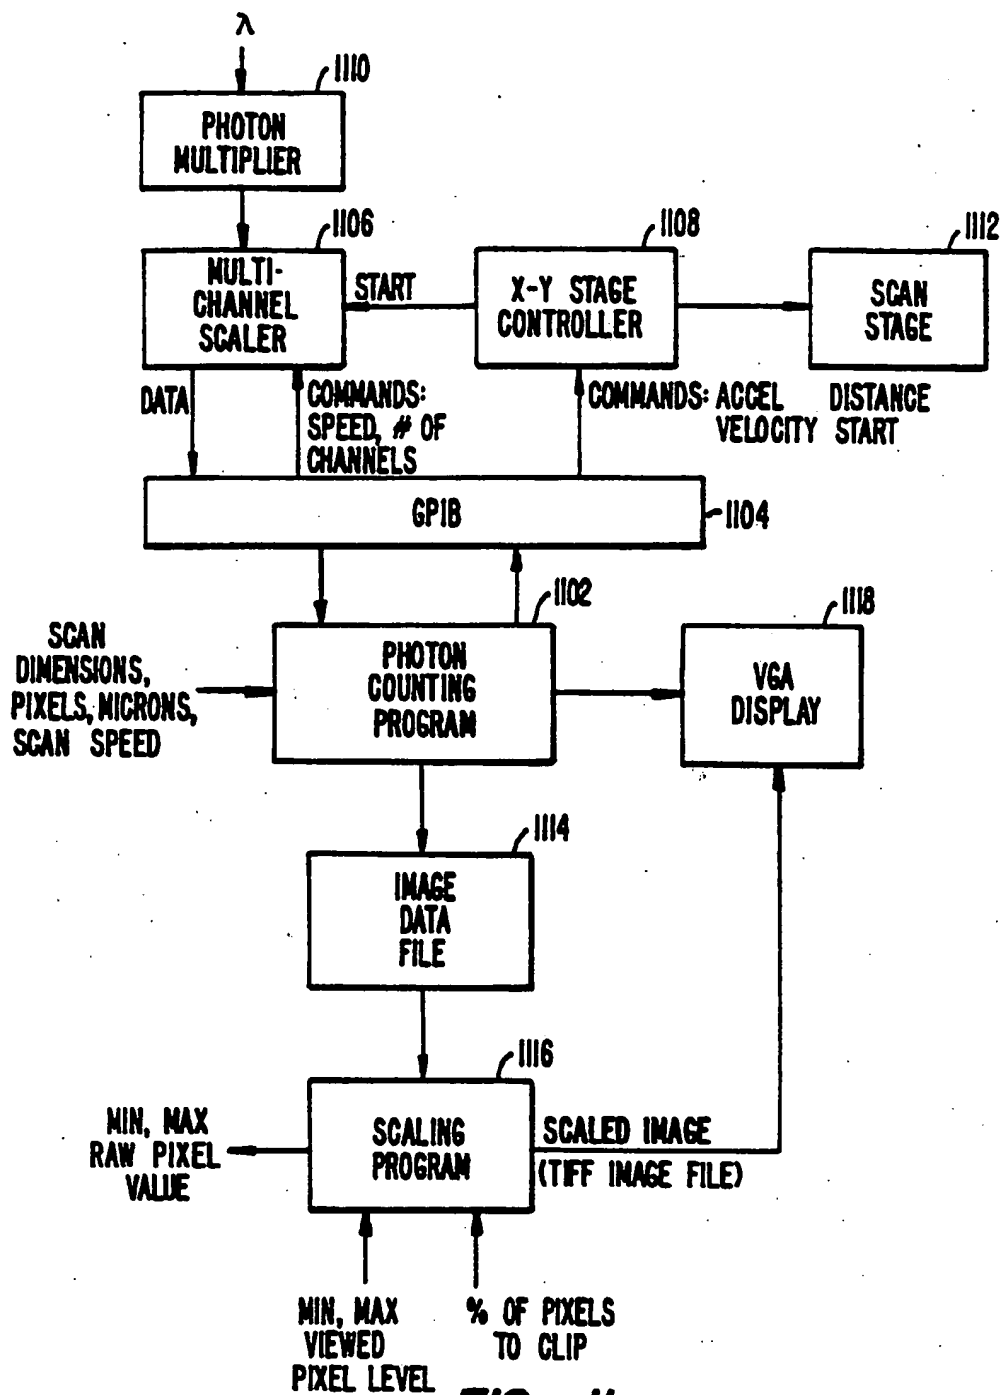 λ
1110
PHOTON
MULTIPLIER
1106
MULTI-
CHANNEL
SCALER
START
1108
X-Y STAGE
CONTROLLER
1112
SCAN
STAGE
DATA
COMMANDS:
SPEED, # OF
CHANNELS
COMMANDS: ACCEL DISTANCE
VELOCITY START
GPIB
1104
1102
PHOTON
COUNTING
PROGRAM
SCAN
DIMENSIONS,
PIXELS, MICRONS,
SCAN SPEED
1118
VGA
DISPLAY
1114
IMAGE
DATA
FILE
1116
SCALING
PROGRAM
MIN, MAX
RAW PIXEL
VALUE
SCALED IMAGE
(TIFF IMAGE FILE)
MIN, MAX
VIEWED
PIXEL LEVEL
% OF PIXELS
TO CLIP